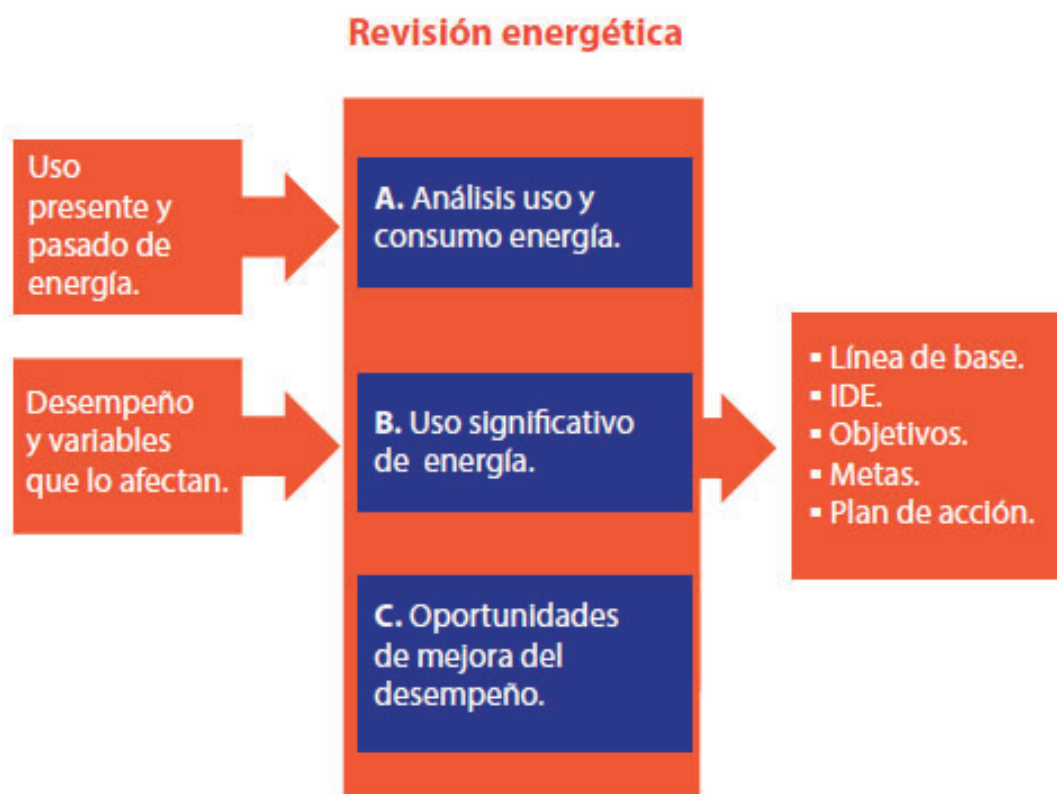 Revisión energética
Uso
presente y
pasado de
energía.
Desempeño
y variables
que lo afectan.
A. Análisis uso y
consumo energía.
B. Uso significativo
de energía.
C. Oportunidades
de mejora del
desempeño.
▪ Línea de base.
▪ IDE.
▪ Objetivos.
▪ Metas.
▪ Plan de acción.